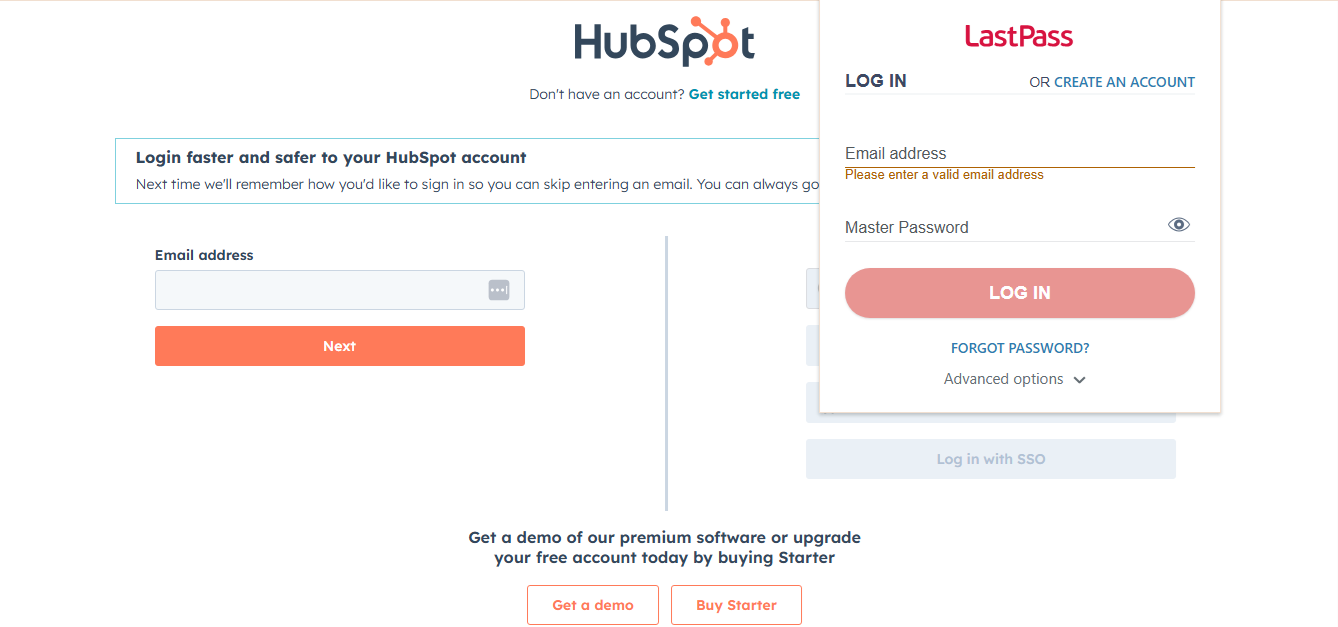 HubSpot
Don't have an account? Get started free
Login faster and safer to your HubSpot account
Next time we'll remember how you'd like to sign in so you can skip entering an email. You can always go
Email address
Next
LastPass
LOG IN
OR CREATE AN ACCOUNT
Email address
Please enter a valid email address
Master Password
LOG IN
FORGOT PASSWORD?
Advanced options
Log in with SSO
Get a demo of our premium software or upgrade
your free account today by buying Starter
Get a demo
Buy Starter